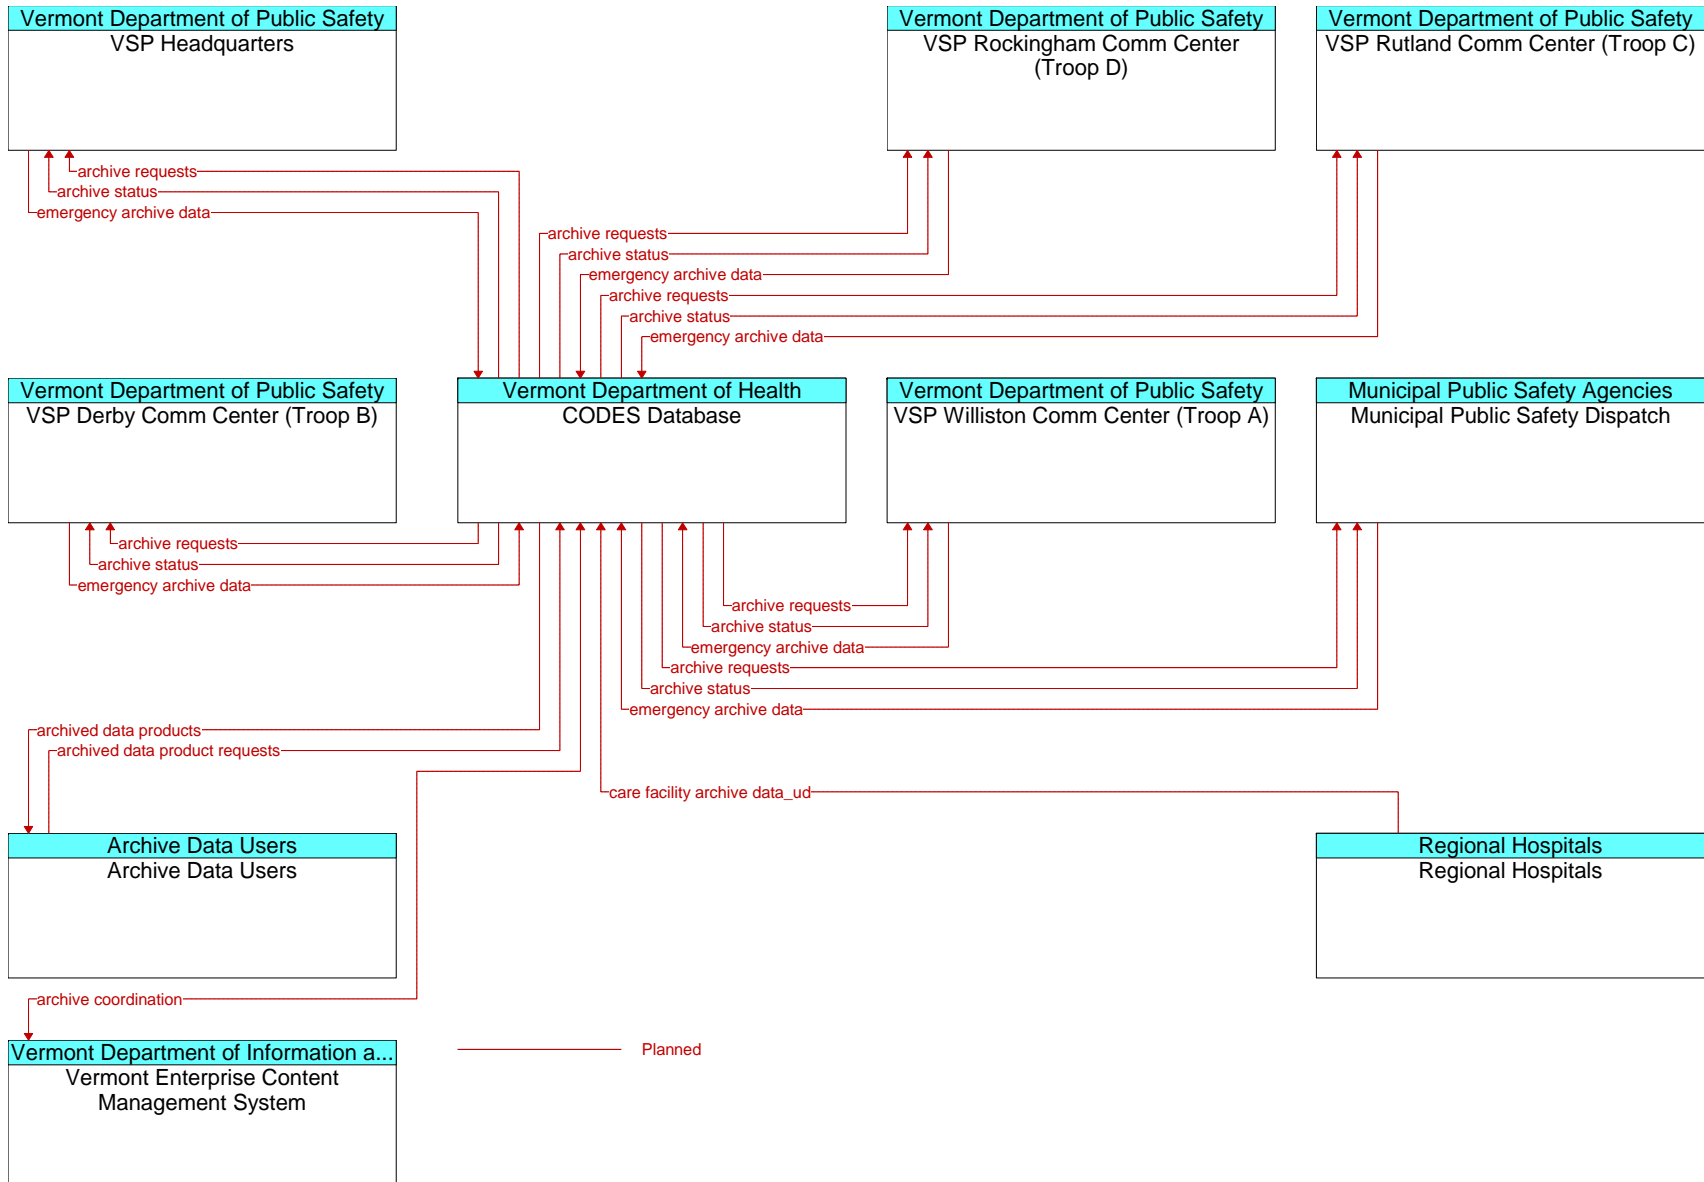 Vermont Department of Public Safety
VSP Headquarters
Vermont Department of Public Safety
VSP Rockingham Comm Center
(Troop D)
Vermont Department of Public Safety
VSP Rutland Comm Center (Troop C)
archive requests
archive status
emergency archive data
archive requests
archive status
emergency archive data
archive requests
archive status
emergency archive data
Vermont Department of Public Safety
VSP Derby Comm Center (Troop B)
Vermont Department of Health
CODES Database
Vermont Department of Public Safety
VSP Williston Comm Center (Troop A)
Municipal Public Safety Agencies
Municipal Public Safety Dispatch
archive requests
archive status
emergency archive data
archive requests
archive status
emergency archive data
archive requests
archive status
emergency archive data
archived data products
archived data product requests
care facility archive data_ud
Archive Data Users
Archive Data Users
Regional Hospitals
Regional Hospitals
archive coordination
Vermont Department of Information a...
Vermont Enterprise Content
Management System
Planned